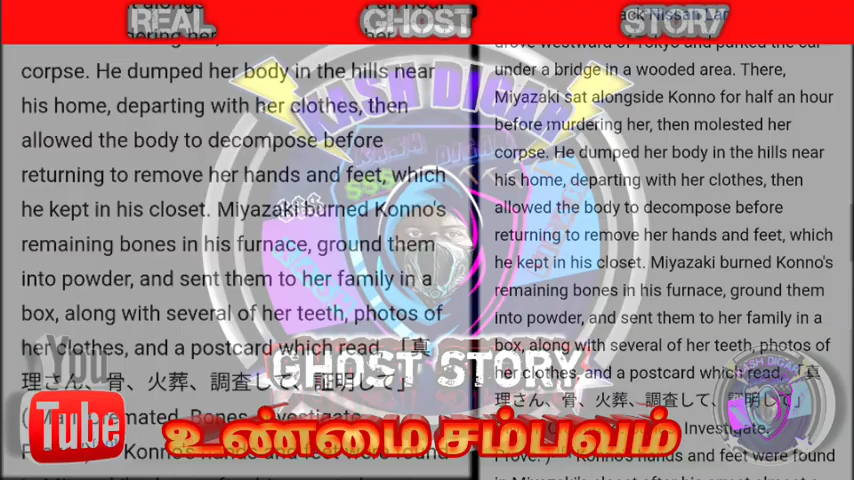 REAL GHOST STORY
corpse. He dumped her body in the hills near
his home, departing with her clothes, then
allowed the body to decompose before
returning to remove her hands and feet, which
he kept in his closet. Miyazaki burned Konno's
remaining bones in his furnace, ground them
into powder, and sent them to her family in a
box, along with several of her teeth, photos of
her clothes, and a postcard which read, 「真
理さん、骨、火葬、調査して、証明して」
Nissan
drove westward of Tokyo and parked the car
under a bridge in a wooded area. There,
Miyazaki sat alongside Konno for half an hour
before murdering her, then molested her
corpse. He dumped her body in the hills near
his home, departing with her clothes, then
allowed the body to decompose before
returning to remove her hands and feet, which
he kept in his closet. Miyazaki burned Konno's
remaining bones in his furnace, ground them
into powder, and sent them to her family in a
box, along with several of her teeth, photos of
her clothes, and a postcard which read, 「真
理さん、骨、火葬、調査して、証明して」
Investigate.
Prove.) Konno's hands and feet were found
KASH DIGAR
GHOST STORY
You
Tube
உண்மை சம்பவம்